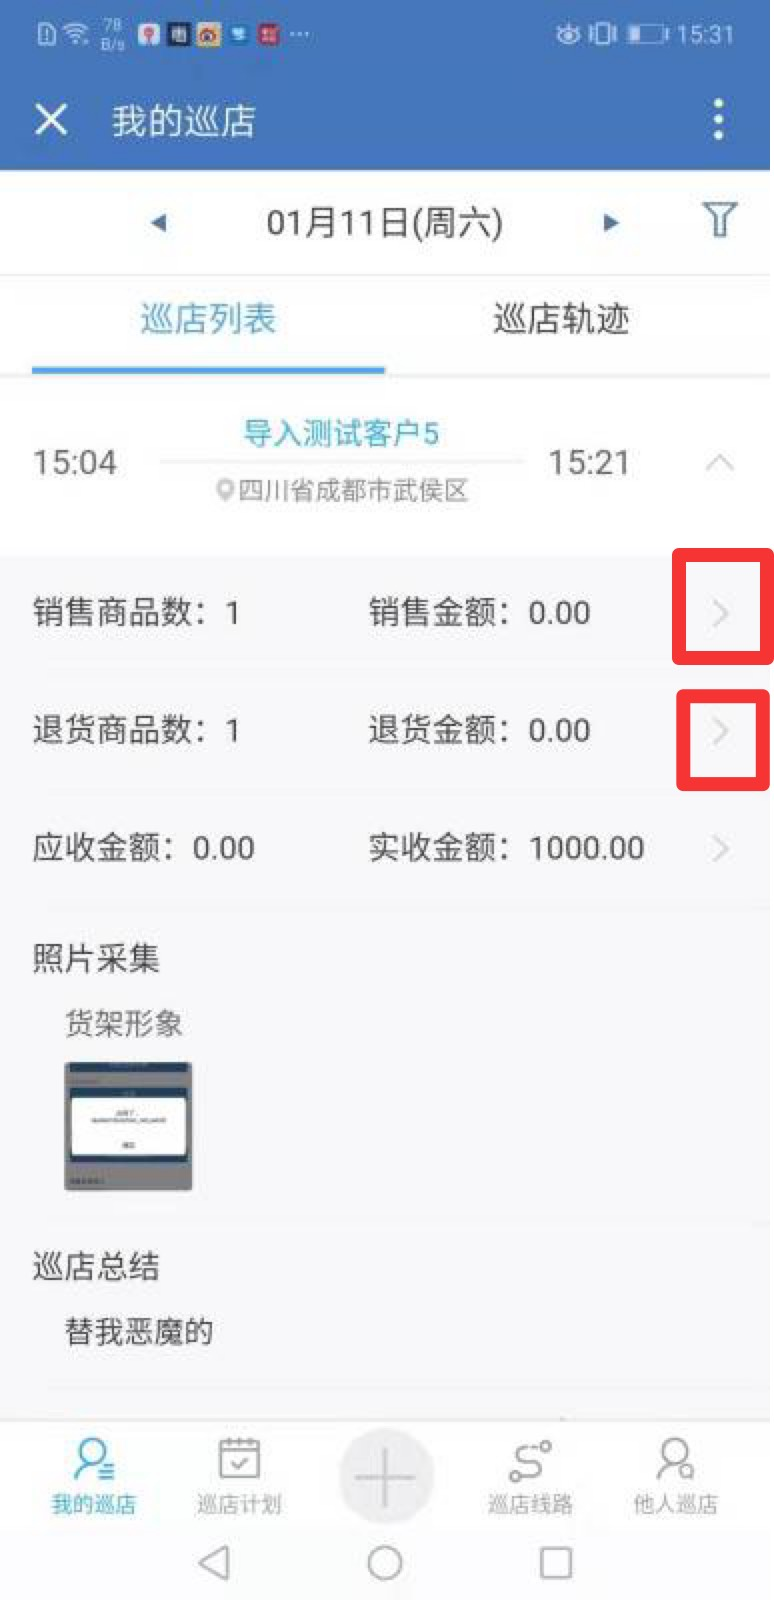 78
B/s
15:31
我的巡店
01月11日(周六)
巡店列表
巡店轨迹
导入测试客户5
15:04
15:21
四川省成都市武侯区
销售商品数：1
销售金额：0.00
退货商品数：1
退货金额：0.00
应收金额：0.00
实收金额：1000.00
照片采集
货架形象
巡店总结
替我恶魔的
我的巡店
巡店计划
巡店线路
他人巡店